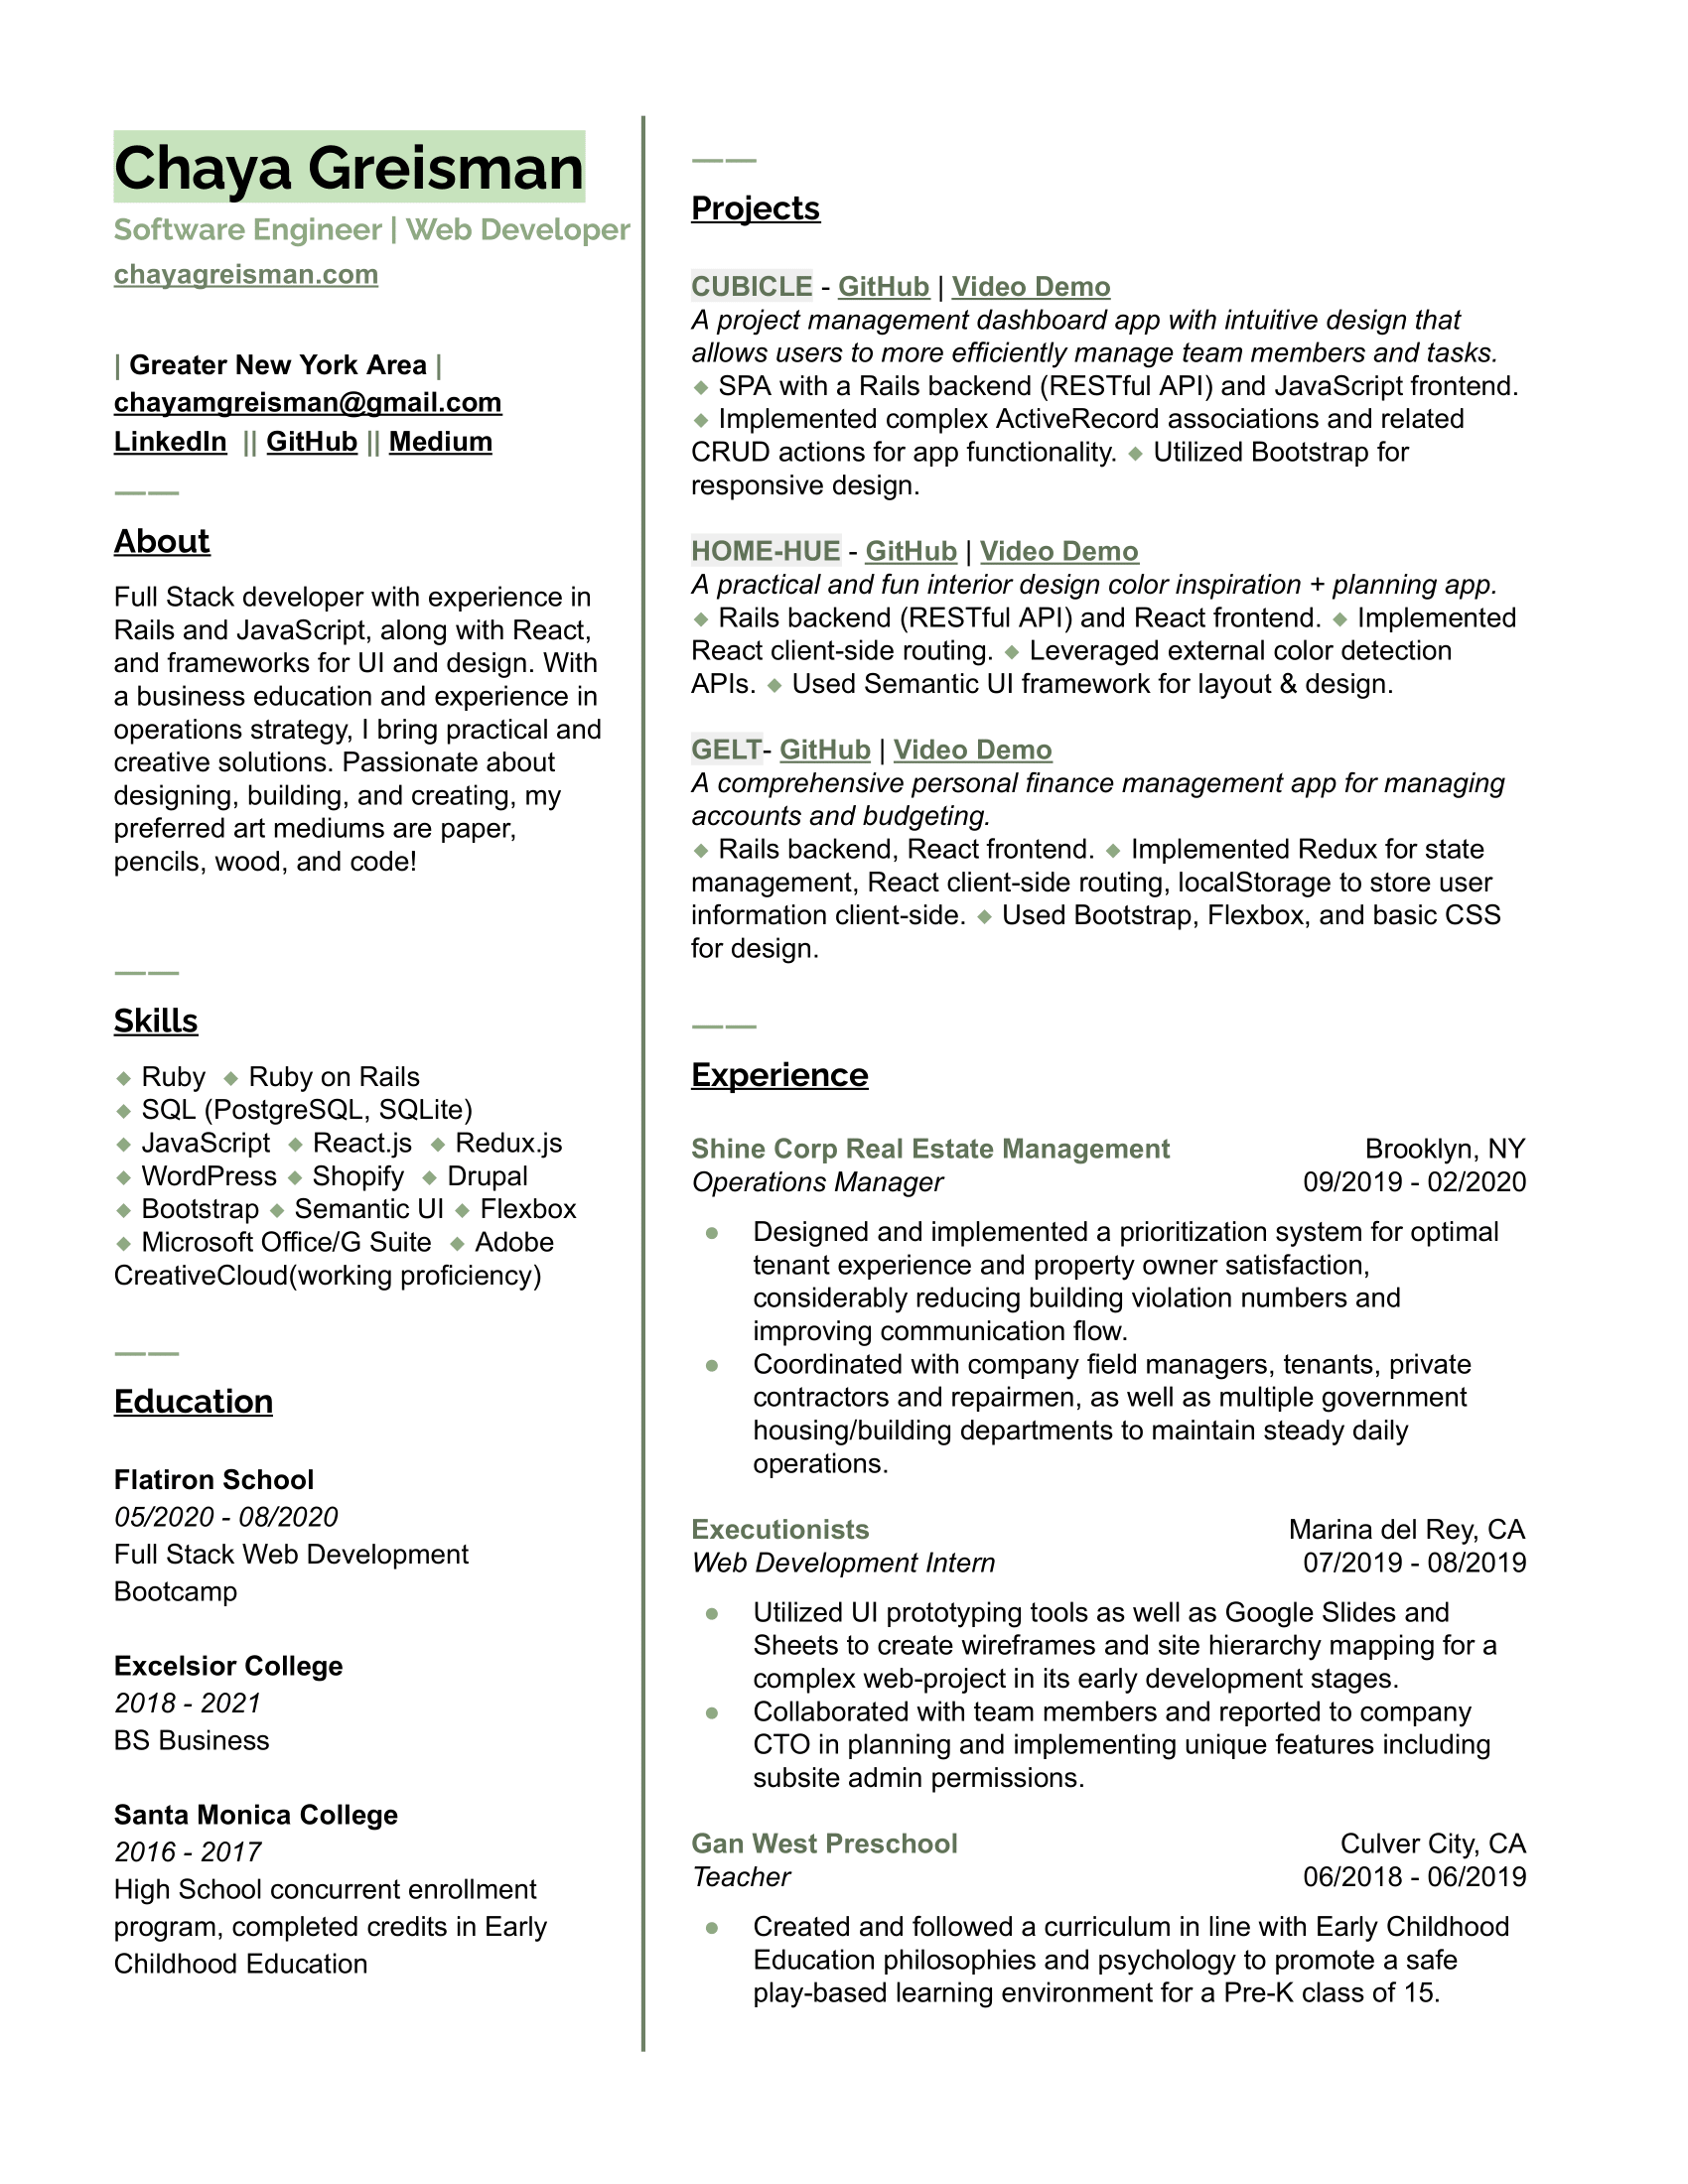 Chaya Greisman
Software Engineer | Web Developer
chayagreisman.com
| Greater New York Area |
chayamgreisman@gmail.com
LinkedIn || GitHub || Medium
——
About
Full Stack developer with experience in
Rails and JavaScript, along with React,
and frameworks for UI and design. With
a business education and experience in
operations strategy, I bring practical and
creative solutions. Passionate about
designing, building, and creating, my
preferred art mediums are paper,
pencils, wood, and code!
——
Skills
❖ Ruby ❖ Ruby on Rails
❖ SQL (PostgreSQL, SQLite)
❖ JavaScript ❖ React.js ❖ Redux.js
❖ WordPress ❖ Shopify ❖ Drupal
❖ Bootstrap ❖ Semantic UI ❖ Flexbox
❖ Microsoft Office/G Suite ❖ Adobe
CreativeCloud(working proficiency)
——
Education
Flatiron School
05/2020 - 08/2020
Full Stack Web Development
Bootcamp
Excelsior College
2018 - 2021
BS Business
Santa Monica College
2016 - 2017
High School concurrent enrollment
program, completed credits in Early
Childhood Education
——
Projects
CUBICLE - GitHub | Video Demo
A project management dashboard app with intuitive design that
allows users to more efficiently manage team members and tasks.
❖ SPA with a Rails backend (RESTful API) and JavaScript frontend.
❖ Implemented complex ActiveRecord associations and related
CRUD actions for app functionality. ❖ Utilized Bootstrap for
responsive design.
HOME-HUE - GitHub | Video Demo
A practical and fun interior design color inspiration + planning app.
❖ Rails backend (RESTful API) and React frontend. ❖ Implemented
React client-side routing. ❖ Leveraged external color detection
APIs. ❖ Used Semantic UI framework for layout & design.
GELT- GitHub | Video Demo
A comprehensive personal finance management app for managing
accounts and budgeting.
❖ Rails backend, React frontend. ❖ Implemented Redux for state
management, React client-side routing, localStorage to store user
information client-side. ❖ Used Bootstrap, Flexbox, and basic CSS
for design.
——
Experience
Shine Corp Real Estate Management Brooklyn, NY
Operations Manager 09/2019 - 02/2020
● Designed and implemented a prioritization system for optimal
tenant experience and property owner satisfaction,
considerably reducing building violation numbers and
improving communication flow.
● Coordinated with company field managers, tenants, private
contractors and repairmen, as well as multiple government
housing/building departments to maintain steady daily
operations.
Executionists Marina del Rey, CA
Web Development Intern 07/2019 - 08/2019
● Utilized UI prototyping tools as well as Google Slides and
Sheets to create wireframes and site hierarchy mapping for a
complex web-project in its early development stages.
● Collaborated with team members and reported to company
CTO in planning and implementing unique features including
subsite admin permissions.
Gan West Preschool Culver City, CA
Teacher 06/2018 - 06/2019
● Created and followed a curriculum in line with Early Childhood
Education philosophies and psychology to promote a safe
play-based learning environment for a Pre-K class of 15.